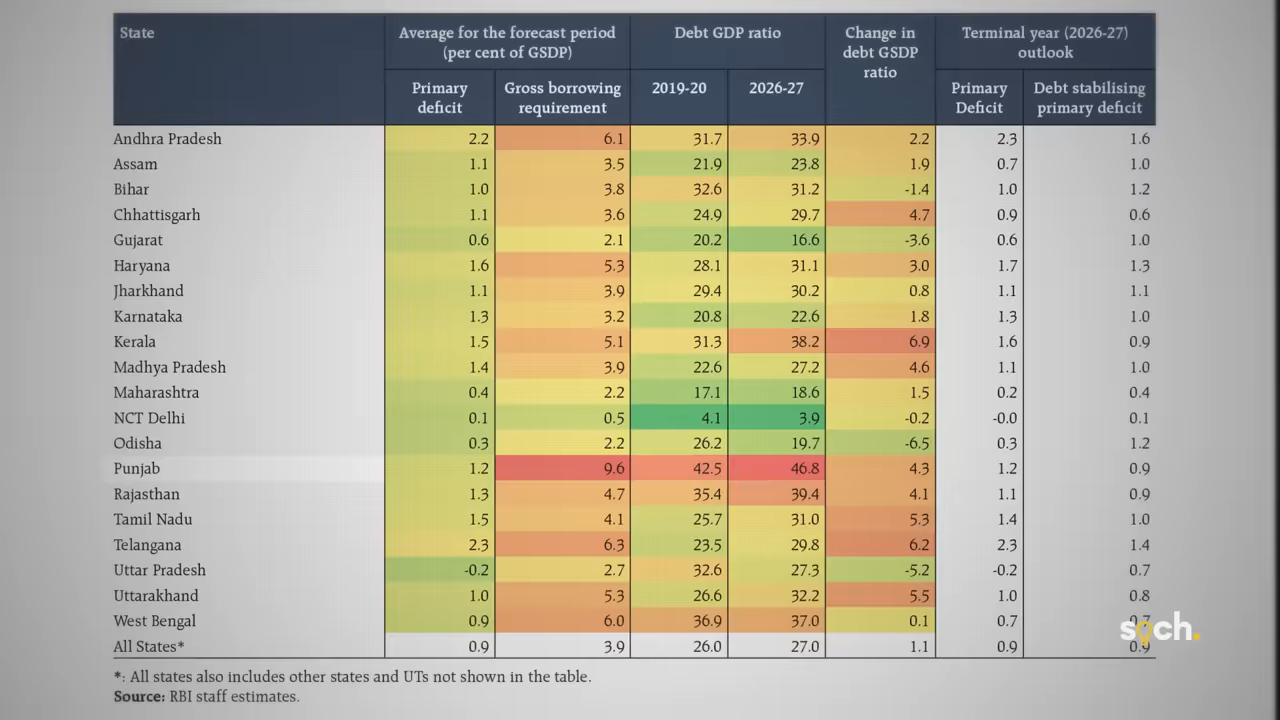 State Average for the forecast period (per cent of GSDP) Debt GDP ratio Change in debt GSDP ratio Terminal year (2026-27) outlook
Primary deficit Gross borrowing requirement 2019-20 2026-27 Primary Deficit Debt stabilising primary deficit
Andhra Pradesh 2.2 6.1 31.7 33.9 2.2 2.3 1.6
Assam 1.1 3.5 21.9 23.8 1.9 0.7 1.0
Bihar 1.0 3.8 32.6 31.2 -1.4 1.0 1.2
Chhattisgarh 1.1 3.6 24.9 29.7 4.7 0.9 0.6
Gujarat 0.6 2.1 20.2 16.6 -3.6 0.6 1.0
Haryana 1.6 5.3 28.1 31.1 3.0 1.7 1.3
Jharkhand 1.1 3.9 29.4 30.2 0.8 1.1 1.1
Karnataka 1.3 3.2 20.8 22.6 1.8 1.3 1.0
Kerala 1.5 5.1 31.3 38.2 6.9 1.6 0.9
Madhya Pradesh 1.4 3.9 22.6 27.2 4.6 1.1 1.0
Maharashtra 0.4 2.2 17.1 18.6 1.5 0.2 0.4
NCT Delhi 0.1 0.5 4.1 3.9 -0.2 -0.0 0.1
Odisha 0.3 2.2 26.2 19.7 -6.5 0.3 1.2
Punjab 1.2 9.6 42.5 46.8 4.3 1.2 0.9
Rajasthan 1.3 4.7 35.4 39.4 4.1 1.1 0.9
Tamil Nadu 1.5 4.1 25.7 31.0 5.3 1.4 1.0
Telangana 2.3 6.3 23.5 29.8 6.2 2.3 1.4
Uttar Pradesh -0.2 2.7 32.6 27.3 -5.2 -0.2 0.7
Uttarakhand 1.0 5.3 26.6 32.2 5.5 1.0 0.8
West Bengal 0.9 6.0 36.9 37.0 0.1 0.7
All States* 0.9 3.9 26.0 27.0 1.1 0.9 0.9
soch.
*: All states also includes other states and UTs not shown in the table.
Source: RBI staff estimates.